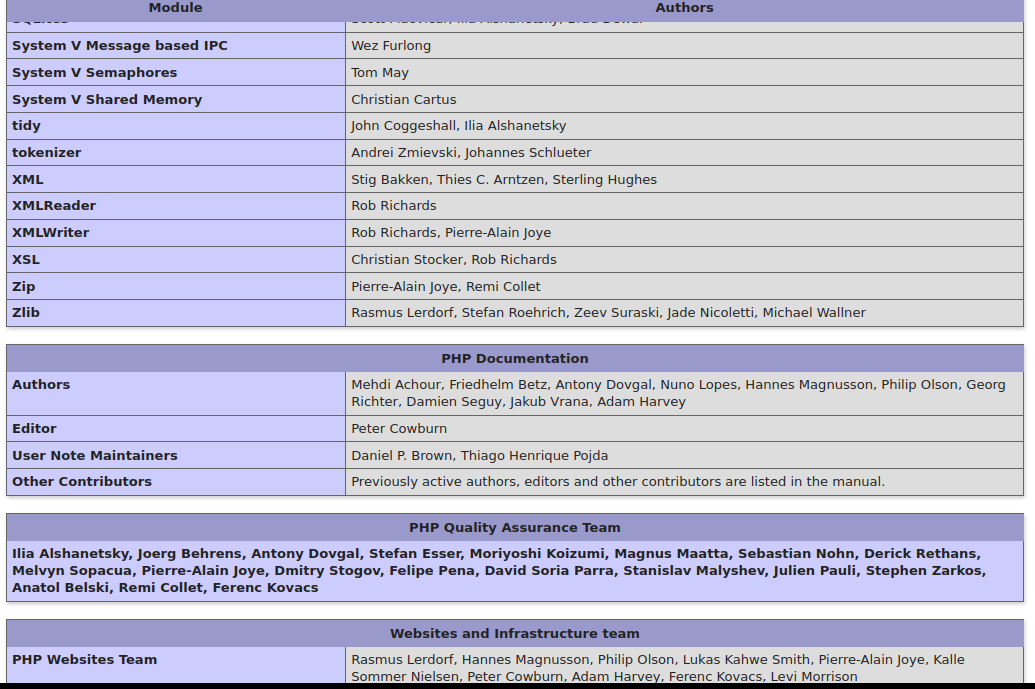 Module Authors
System V Message based IPC Wez Furlong
System V Semaphores Tom May
System V Shared Memory Christian Cartus
tidy John Coggeshall, Ilia Alshanetsky
tokenizer Andrei Zmievski, Johannes Schlueter
XML Stig Bakken, Thies C. Arntzen, Sterling Hughes
XMLReader Rob Richards
XMLWriter Rob Richards, Pierre-Alain Joye
XSL Christian Stocker, Rob Richards
Zip Pierre-Alain Joye, Remi Collet
Zlib Rasmus Lerdorf, Stefan Roehrich, Zeev Suraski, Jade Nicoletti, Michael Wallner
PHP Documentation
Authors Mehdi Achour, Friedhelm Betz, Antony Dovgal, Nuno Lopes, Hannes Magnusson, Philip Olson, Georg
Richter, Damien Seguy, Jakub Vrana, Adam Harvey
Editor Peter Cowburn
User Note Maintainers Daniel P. Brown, Thiago Henrique Pojda
Other Contributors Previously active authors, editors and other contributors are listed in the manual.
PHP Quality Assurance Team
Ilia Alshanetsky, Joerg Behrens, Antony Dovgal, Stefan Esser, Moriyoshi Koizumi, Magnus Maatta, Sebastian Nohn, Derick Rethans,
Melvyn Sopacua, Pierre-Alain Joye, Dmitry Stogov, Felipe Pena, David Soria Parra, Stanislav Malyshev, Julien Pauli, Stephen Zarkos,
Anatol Belski, Remi Collet, Ferenc Kovacs
Websites and Infrastructure team
PHP Websites Team Rasmus Lerdorf, Hannes Magnusson, Philip Olson, Lukas Kahwe Smith, Pierre-Alain Joye, Kalle
Sommer Nielsen, Peter Cowburn, Adam Harvey, Ferenc Kovacs, Levi Morrison